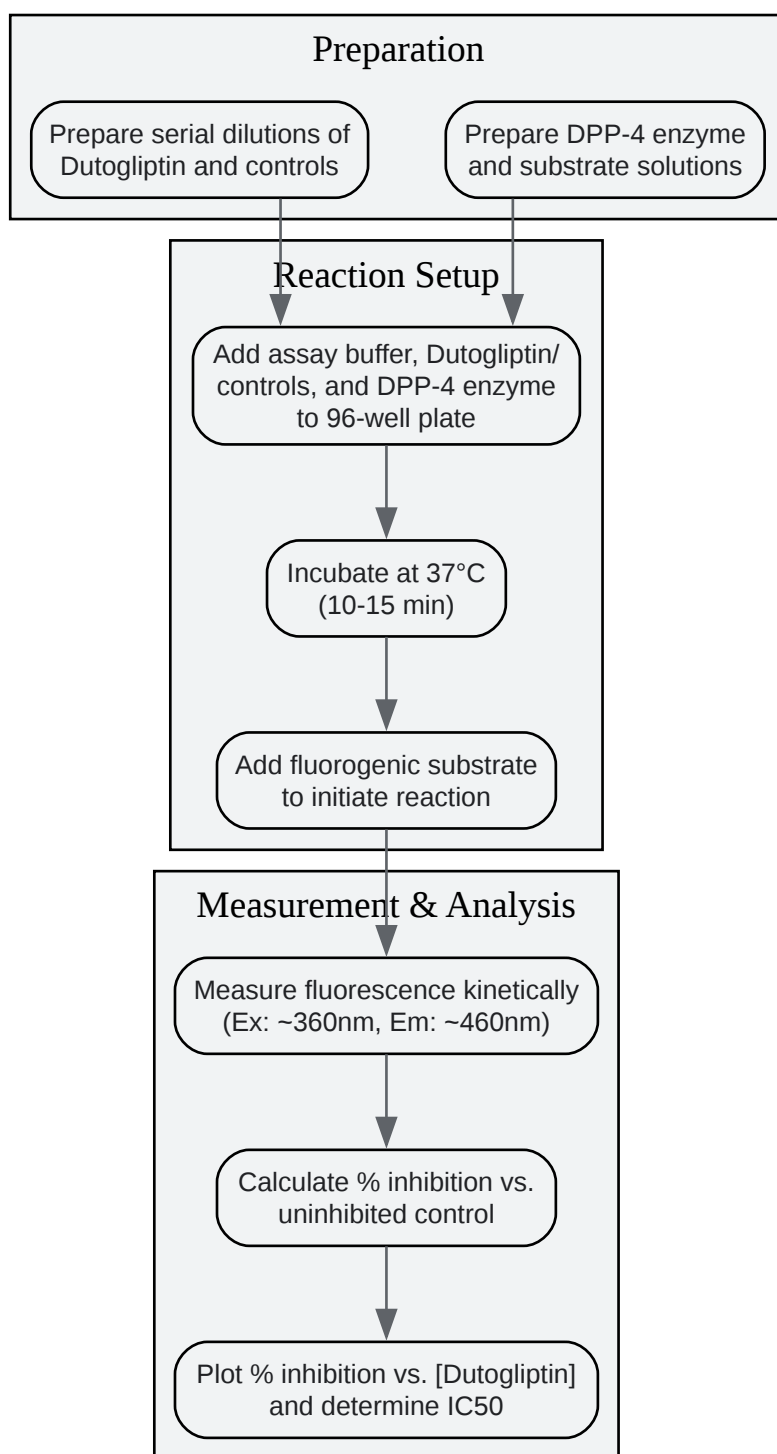 Preparation
Prepare serial dilutions of
Dutogliptin and controls
Prepare DPP-4 enzyme
and substrate solutions
Reaction Setup
Add assay buffer, Dutogliptin/
controls, and DPP-4 enzyme
to 96-well plate
Incubate at 37°C
(10-15 min)
Add fluorogenic substrate
to initiate reaction
Measurement & Analysis
Measure fluorescence kinetically
(Ex: ~360nm, Em: ~460nm)
Calculate % inhibition vs.
uninhibited control
Plot % inhibition vs. [Dutogliptin]
and determine IC50